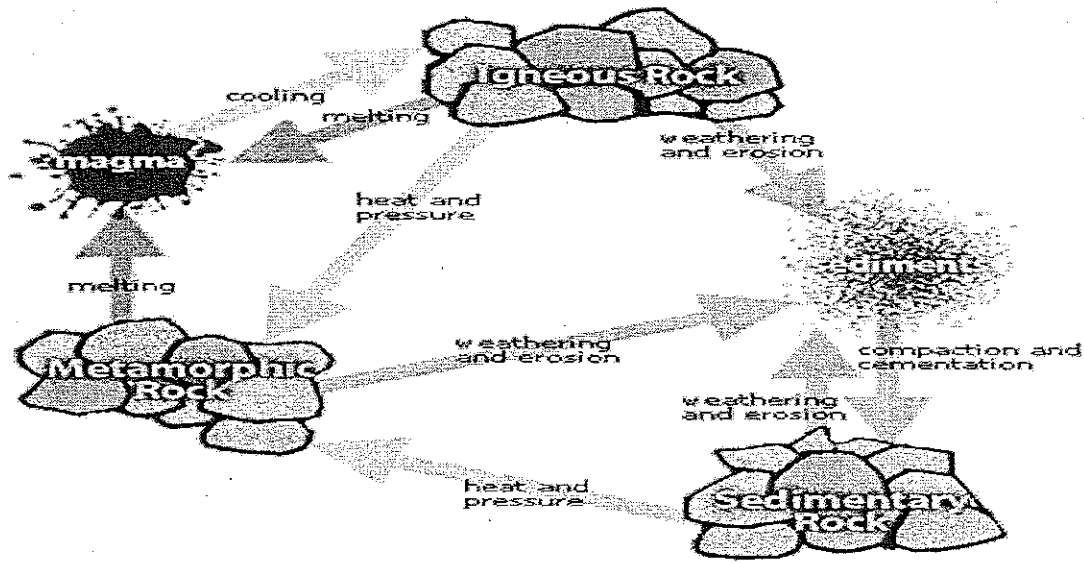 Igneous Rock
cooling
melting
weathering
and erosion
magma
heat and
pressure
sediment
melting
weathering
and erosion
compaction and
cementation
Metamorphic
Rock
weathering
and erosion
heat and
pressure
Sedimentary
Rock